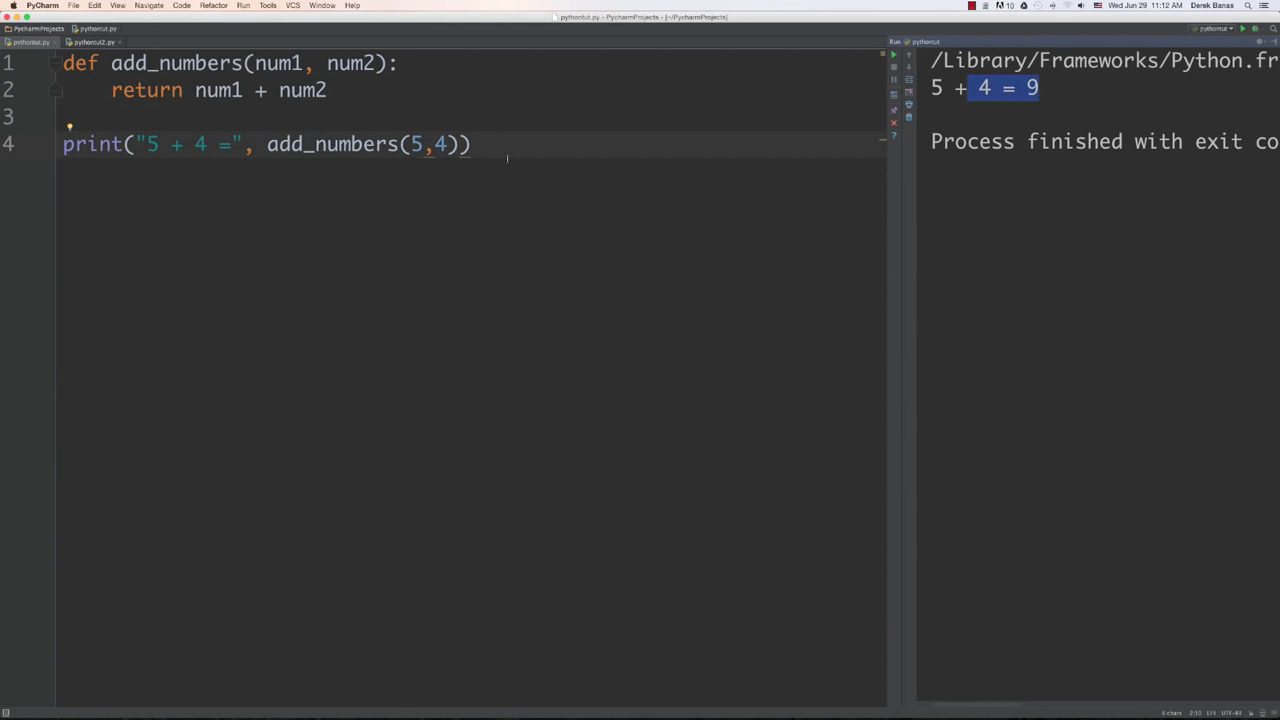 PyCharm File Edit View Navigate Code Refactor Run Tools VCS Window Help
10 Wed Jun 29 11:12 AM Derek Banas
pythontut.py - PycharmProjects - [~/PycharmProjects]
PycharmProjects pythontut.py
pythontut
pythontut.py pythontut2.py
Run pythontut
1 def add_numbers(num1, num2):
2 return num1 + num2
3
4 print("5 + 4 =", add_numbers(5,4))
/Library/Frameworks/Python.fr
5 + 4 = 9
Process finished with exit co
6 chars 2:10 LF≑ UTF-8≑